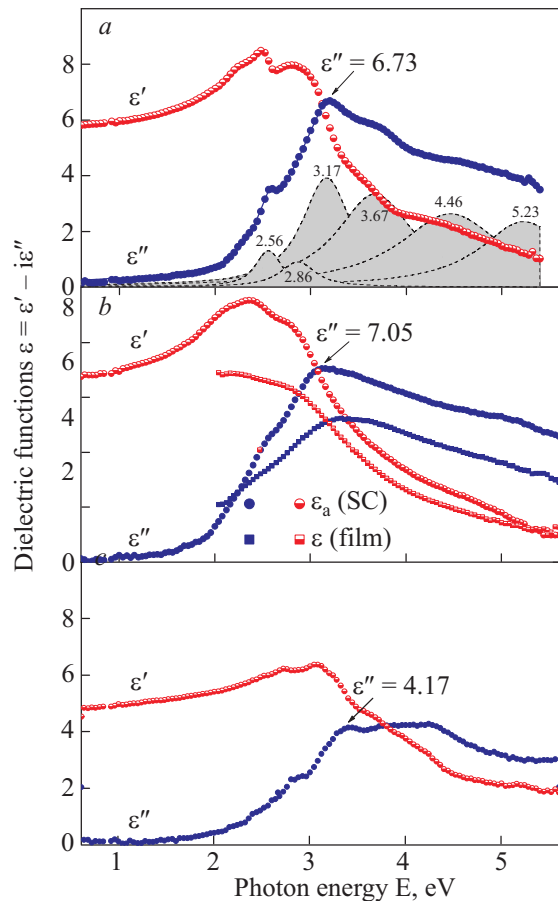 Dielectric functions ε = ε′ − iε″
a
8
6
4
2
0
ε′
ε″
ε″ = 6.73
2.56
2.86
3.17
3.67
4.46
5.23
b
8
6
4
2
0
ε′
ε″
ε″ = 7.05
εₐ (SC)
ε (film)
c
8
6
4
2
0
ε′
ε″
ε″ = 4.17
1 2 3 4 5
Photon energy E, eV